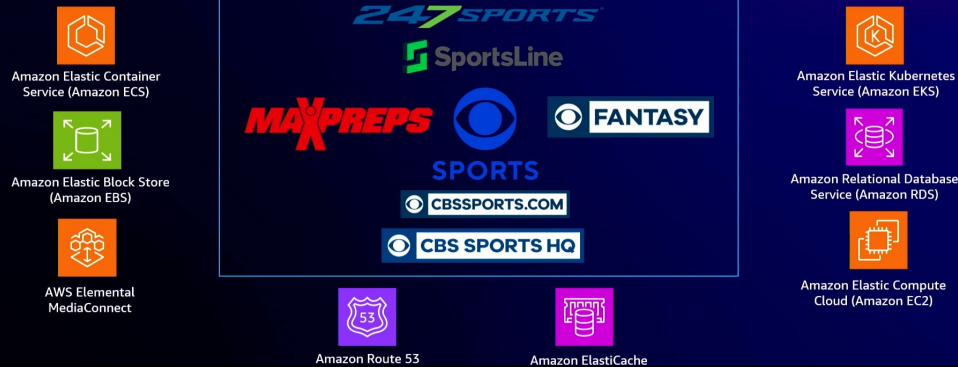 247SPORTS
SportsLine
Amazon Elastic Container
Service (Amazon ECS)
Amazon Elastic Kubernetes
Service (Amazon EKS)
MAXPREPS
SPORTS
FANTASY
Amazon Elastic Block Store
(Amazon EBS)
Amazon Relational Database
Service (Amazon RDS)
CBSSPORTS.COM
CBS SPORTS HQ
AWS Elemental
MediaConnect
Amazon Elastic Compute
Cloud (Amazon EC2)
53
Amazon Route 53
Amazon ElastiCache
K